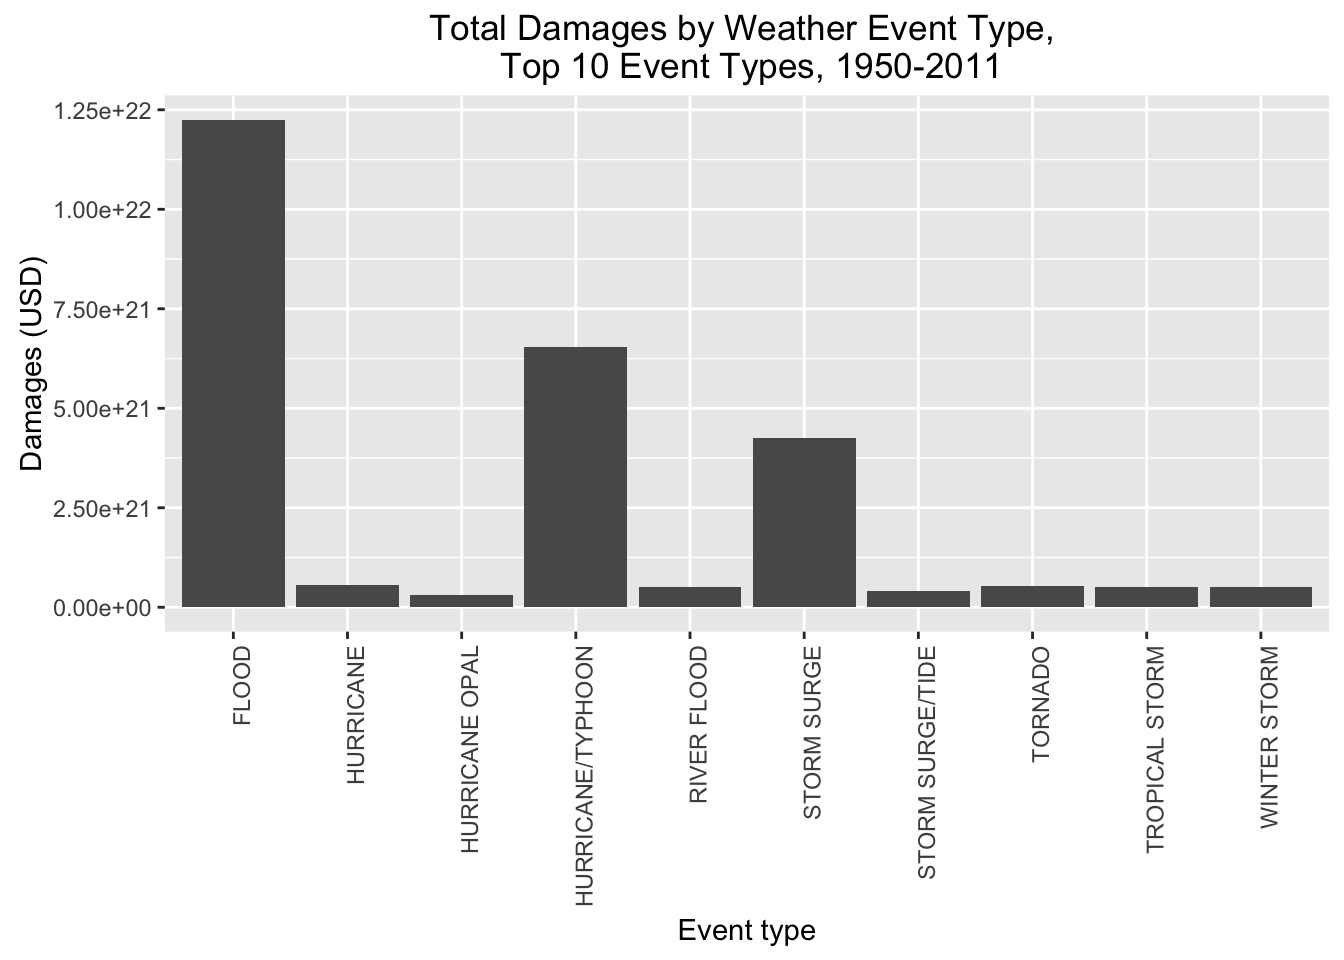 Total Damages by Weather Event Type,
Top 10 Event Types, 1950-2011
Damages (USD)
1.25e+22
1.00e+22
7.50e+21
5.00e+21
2.50e+21
0.00e+00
FLOOD
HURRICANE
HURRICANE OPAL
HURRICANE/TYPHOON
RIVER FLOOD
STORM SURGE
STORM SURGE/TIDE
TORNADO
TROPICAL STORM
WINTER STORM
Event type